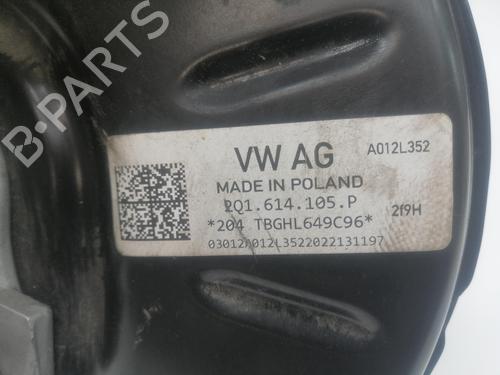 B-PARTS
VW AG
A012L352
MADE IN POLAND
2Q1.614.105.P
*204 TBGHL649C96*
2f9H
03012A012L3522022131197